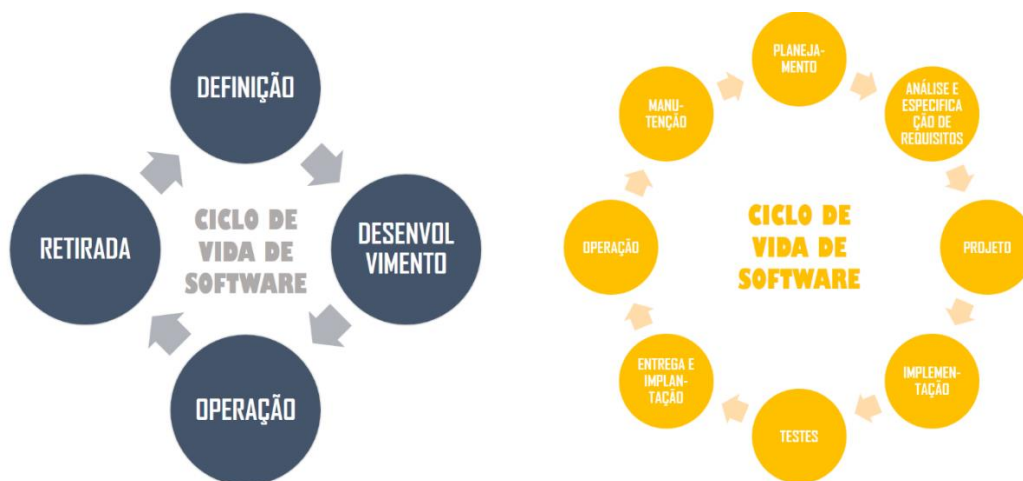 DEFINIÇÃO
DESENVOL
VIMENTO
OPERAÇÃO
RETIRADA
CICLO DE
VIDA DE
SOFTWARE
PLANEJA-
MENTO
ANÁLISE E
ESPECIFICA
ÇÃO DE
REQUISITOS
PROJETO
IMPLEMEN-
TAÇÃO
TESTES
ENTREGA E
IMPLAN-
TAÇÃO
OPERAÇÃO
MANU-
TENÇÃO
CICLO DE
VIDA DE
SOFTWARE